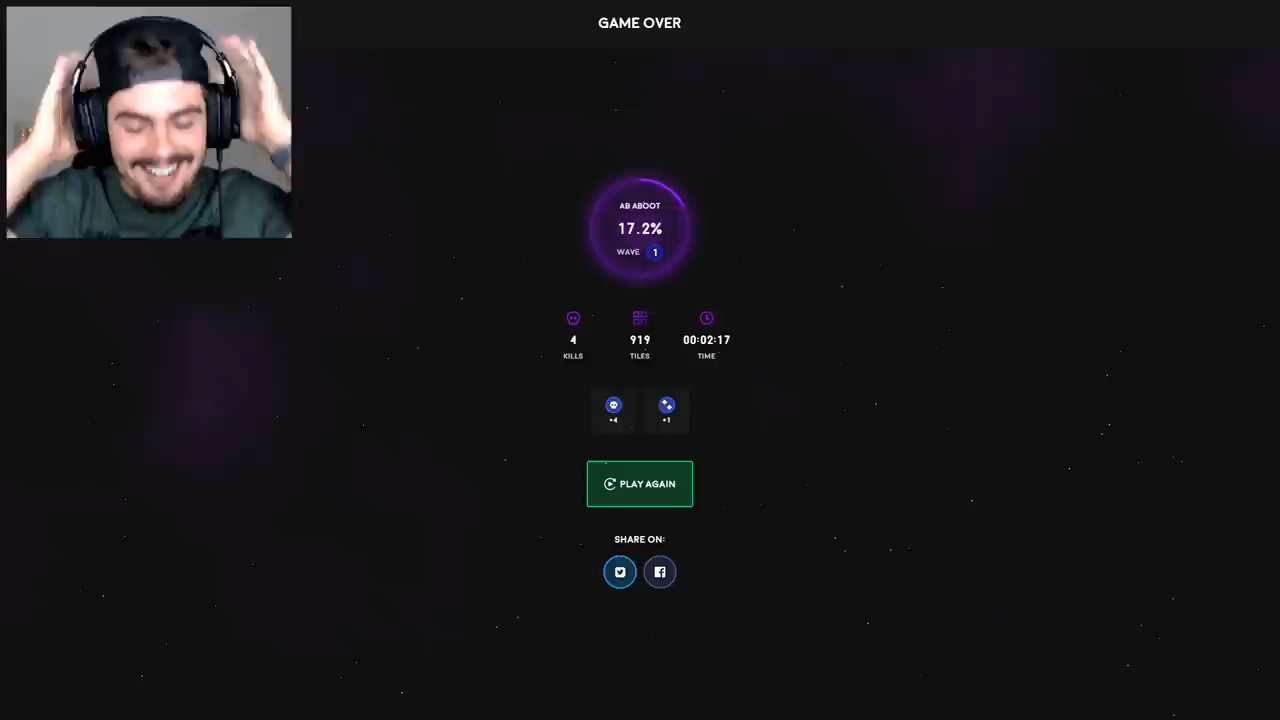 GAME OVER
AB ABOOT
17.2%
WAVE 1
4 919 00:02:17
KILLS TILES TIME
+4 +1
PLAY AGAIN
SHARE ON: